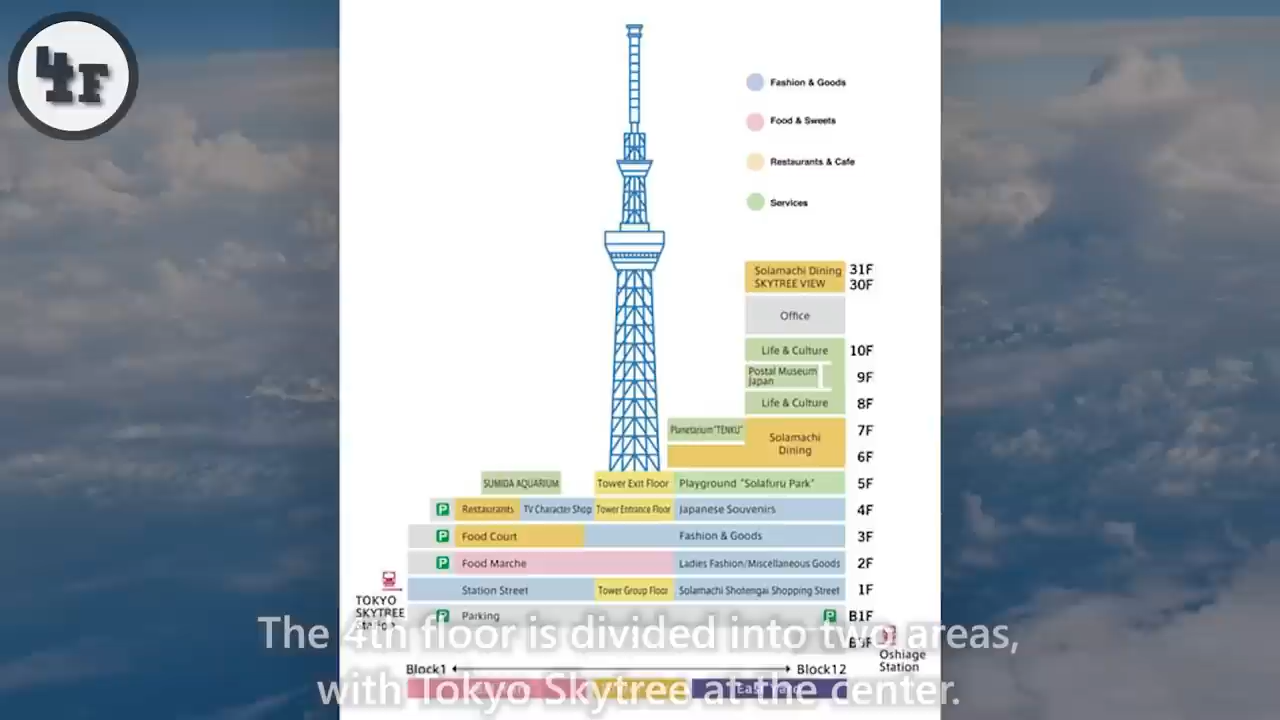 4F
Fashion & Goods
Food & Sweets
Restaurants & Cafe
Services
Solamachi Dining
SKYTREE VIEW
31F
30F
Office
Life & Culture
10F
Postal Museum
Japan
9F
Life & Culture
8F
Planetarium "TENKU"
7F
Solamachi
Dining
6F
SUMIDA AQUARIUM
Tower Exit Floor
Playground "Solafuru Park"
5F
P
Restaurants
TV Character Shop
Tower Entrance Floor
Japanese Souvenirs
4F
P
Food Court
Fashion & Goods
3F
P
Food Marche
Ladies Fashion/Miscellaneous Goods
2F
Station Street
Tower Group Floor
Solamachi Shotengai Shopping Street
1F
TOKYO
SKYTREE
Station
P
Parking
P
B1F
Oshiage
Station
Block1
Block12
The 4th floor is divided into two areas,
with Tokyo Skytree at the center.